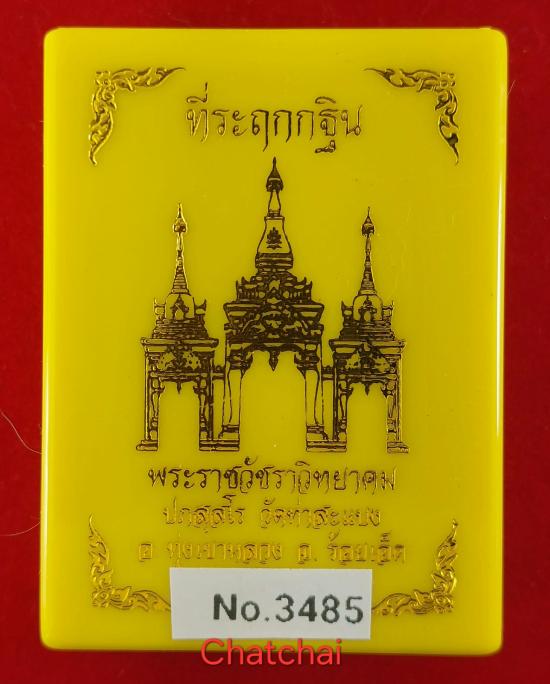 ที่ระฤกกฐิน
พระราชวัชราวิทยาคม
ปภสฺสโร วัดท่าสะแบง
อ ทุ่งเขาหลวง จ. ร้อยเอ็ด
No.3485
Chatchai